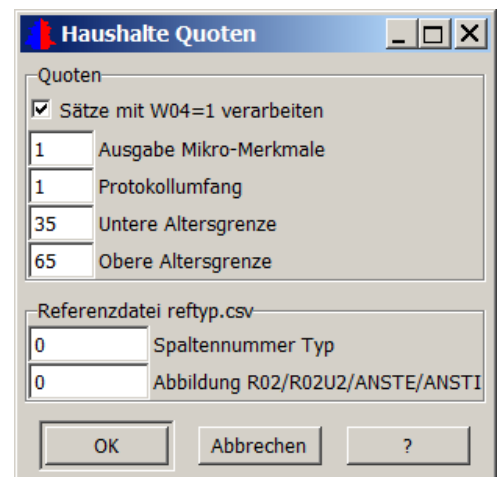 Haushalte Quoten
Quoten
Sätze mit W04=1 verarbeiten
1 Ausgabe Mikro-Merkmale
1 Protokollumfang
35 Untere Altersgrenze
65 Obere Altersgrenze
Referenzdatei reftyp.csv
0 Spaltennummer Typ
0 Abbildung R02/R02U2/ANSTE/ANSTI
OK Abbrechen ?